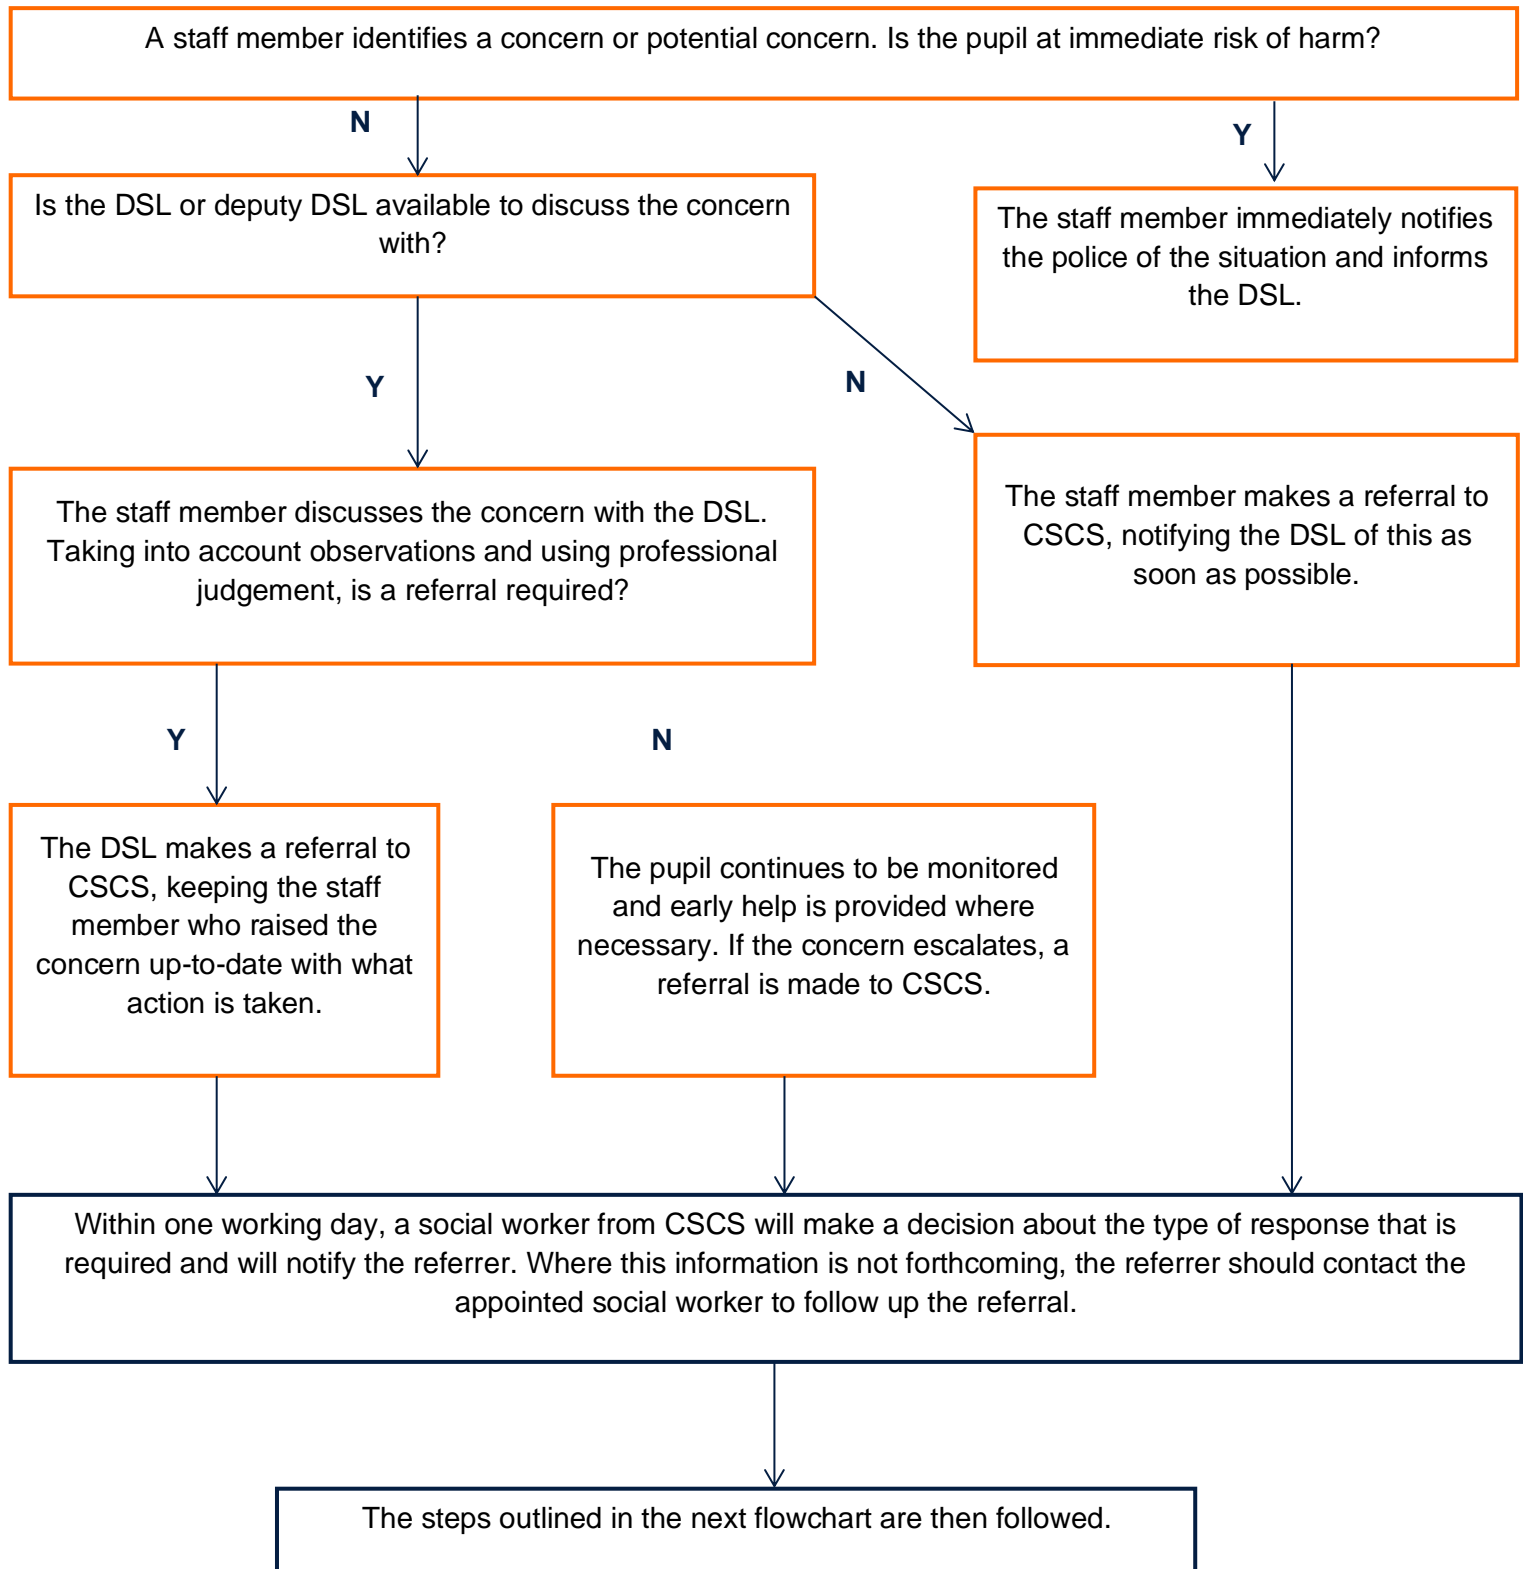 A staff member identifies a concern or potential concern. Is the pupil at immediate risk of harm?
N
Y
Is the DSL or deputy DSL available to discuss the concern
with?
The staff member immediately notifies
the police of the situation and informs
the DSL.
Y
N
The staff member discusses the concern with the DSL.
Taking into account observations and using professional
judgement, is a referral required?
The staff member makes a referral to
CSCS, notifying the DSL of this as
soon as possible.
Y
N
The DSL makes a referral to
CSCS, keeping the staff
member who raised the
concern up-to-date with what
action is taken.
The pupil continues to be monitored
and early help is provided where
necessary. If the concern escalates, a
referral is made to CSCS.
Within one working day, a social worker from CSCS will make a decision about the type of response that is
required and will notify the referrer. Where this information is not forthcoming, the referrer should contact the
appointed social worker to follow up the referral.
The steps outlined in the next flowchart are then followed.